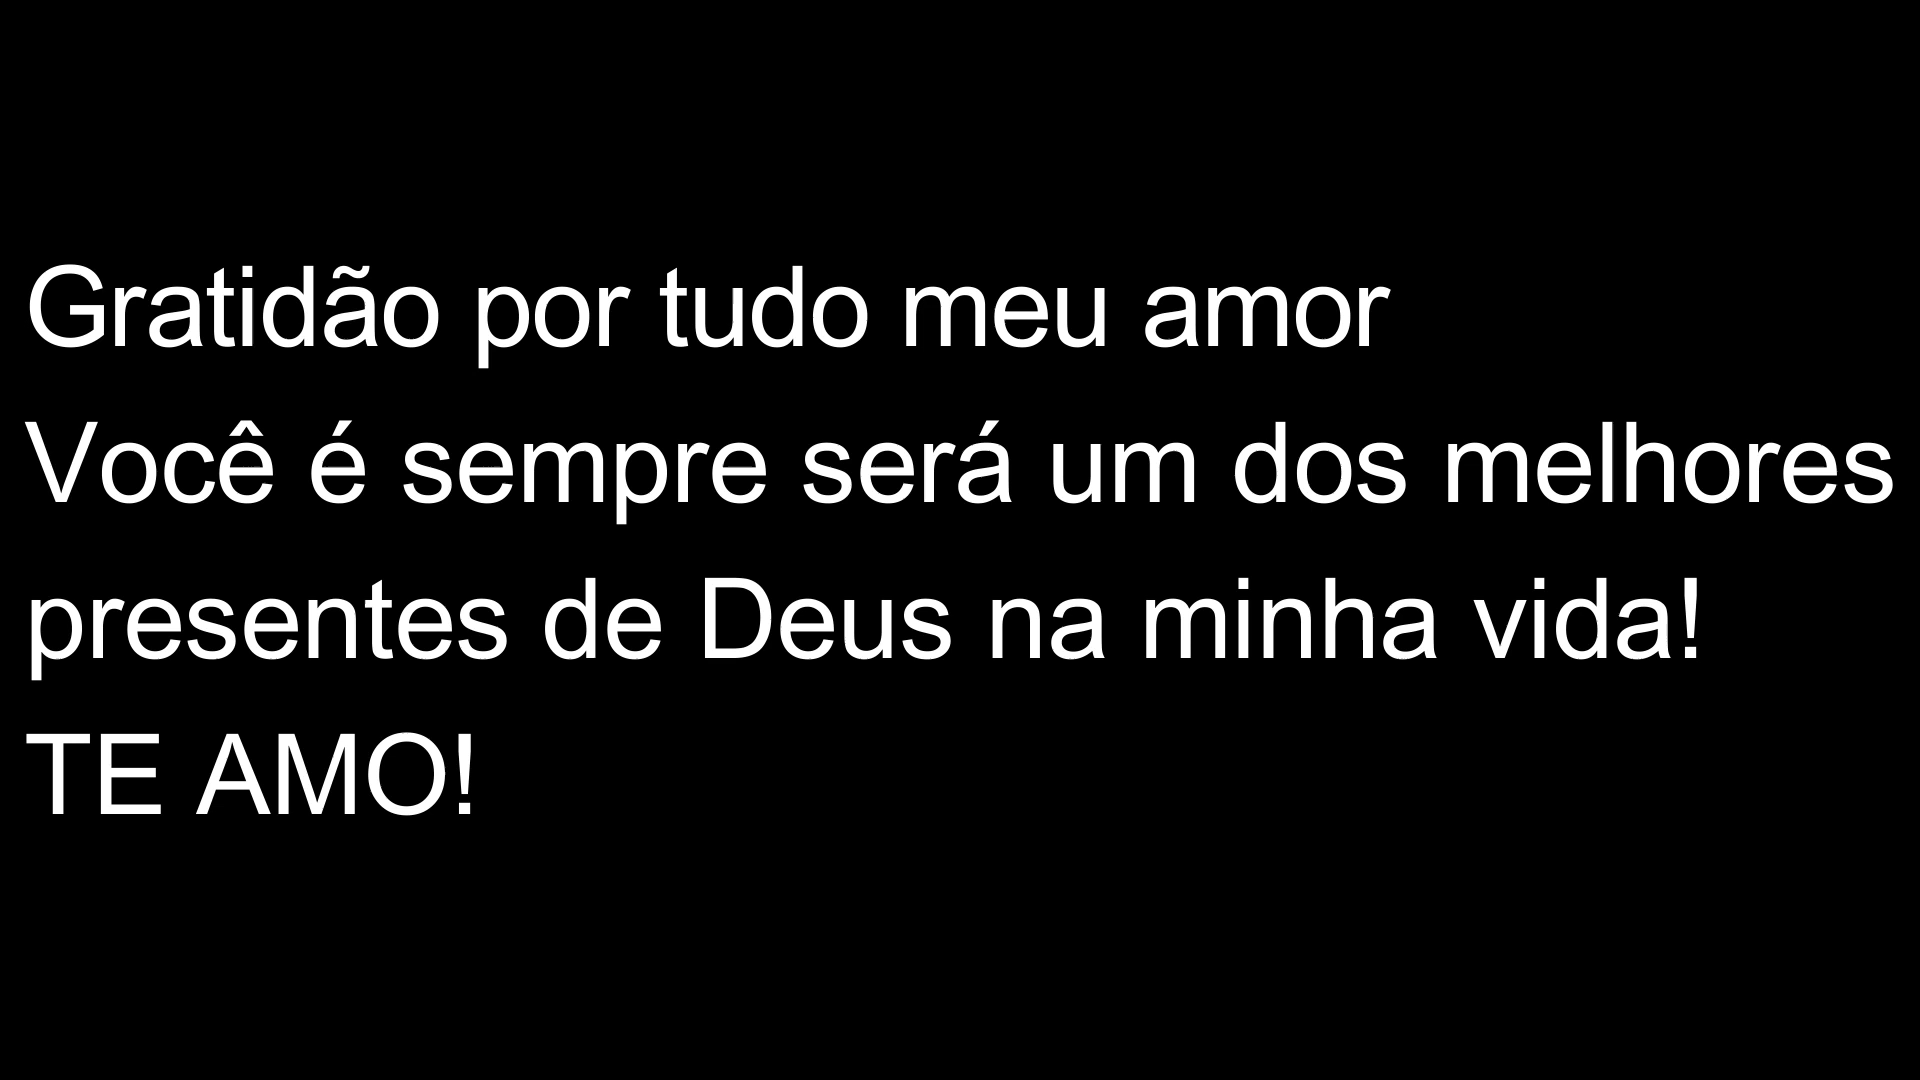 Gratidão por tudo meu amor
Você é sempre será um dos melhores
presentes de Deus na minha vida!
TE AMO!